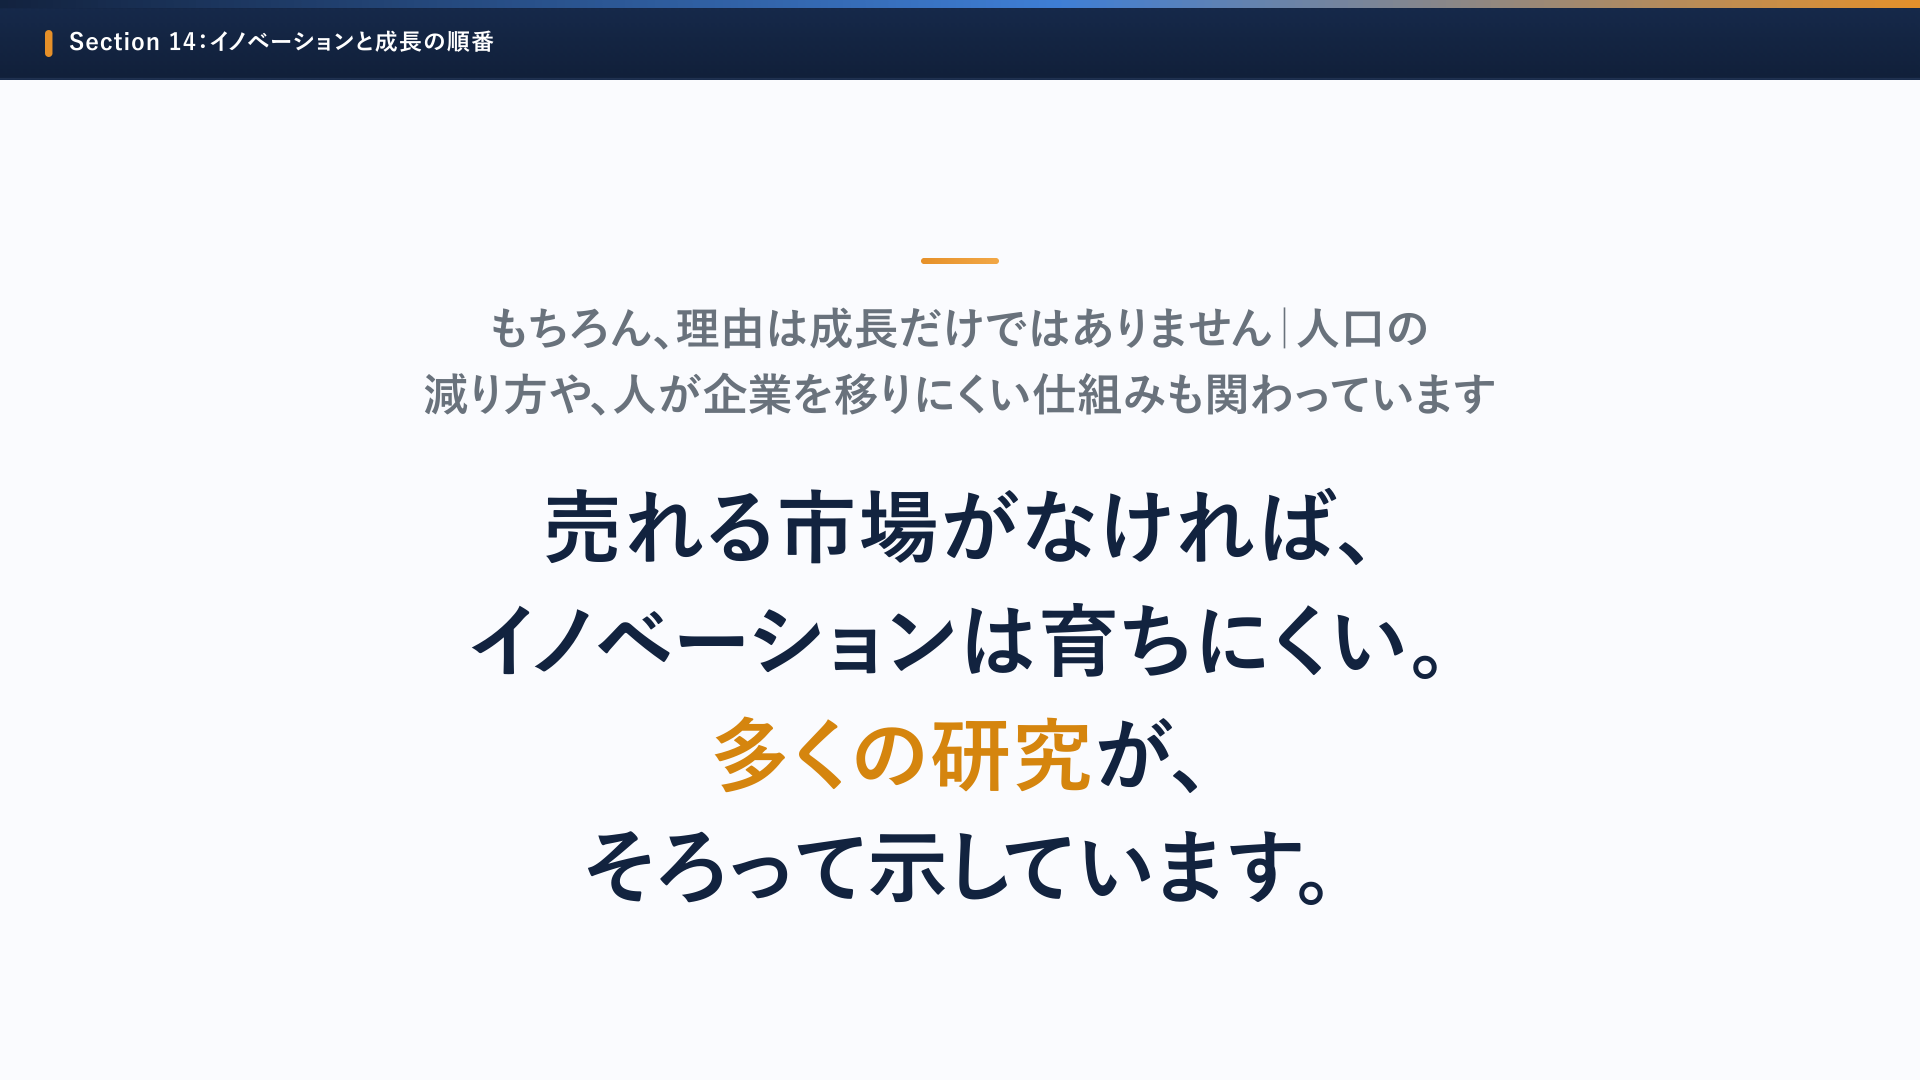 Section 14：イノベーションと成長の順番
もちろん、理由は成長だけではありません｜人口の
減り方や、人が企業を移りにくい仕組みも関わっています
売れる市場がなければ、
イノベーションは育ちにくい。
多くの研究が、
そろって示しています。